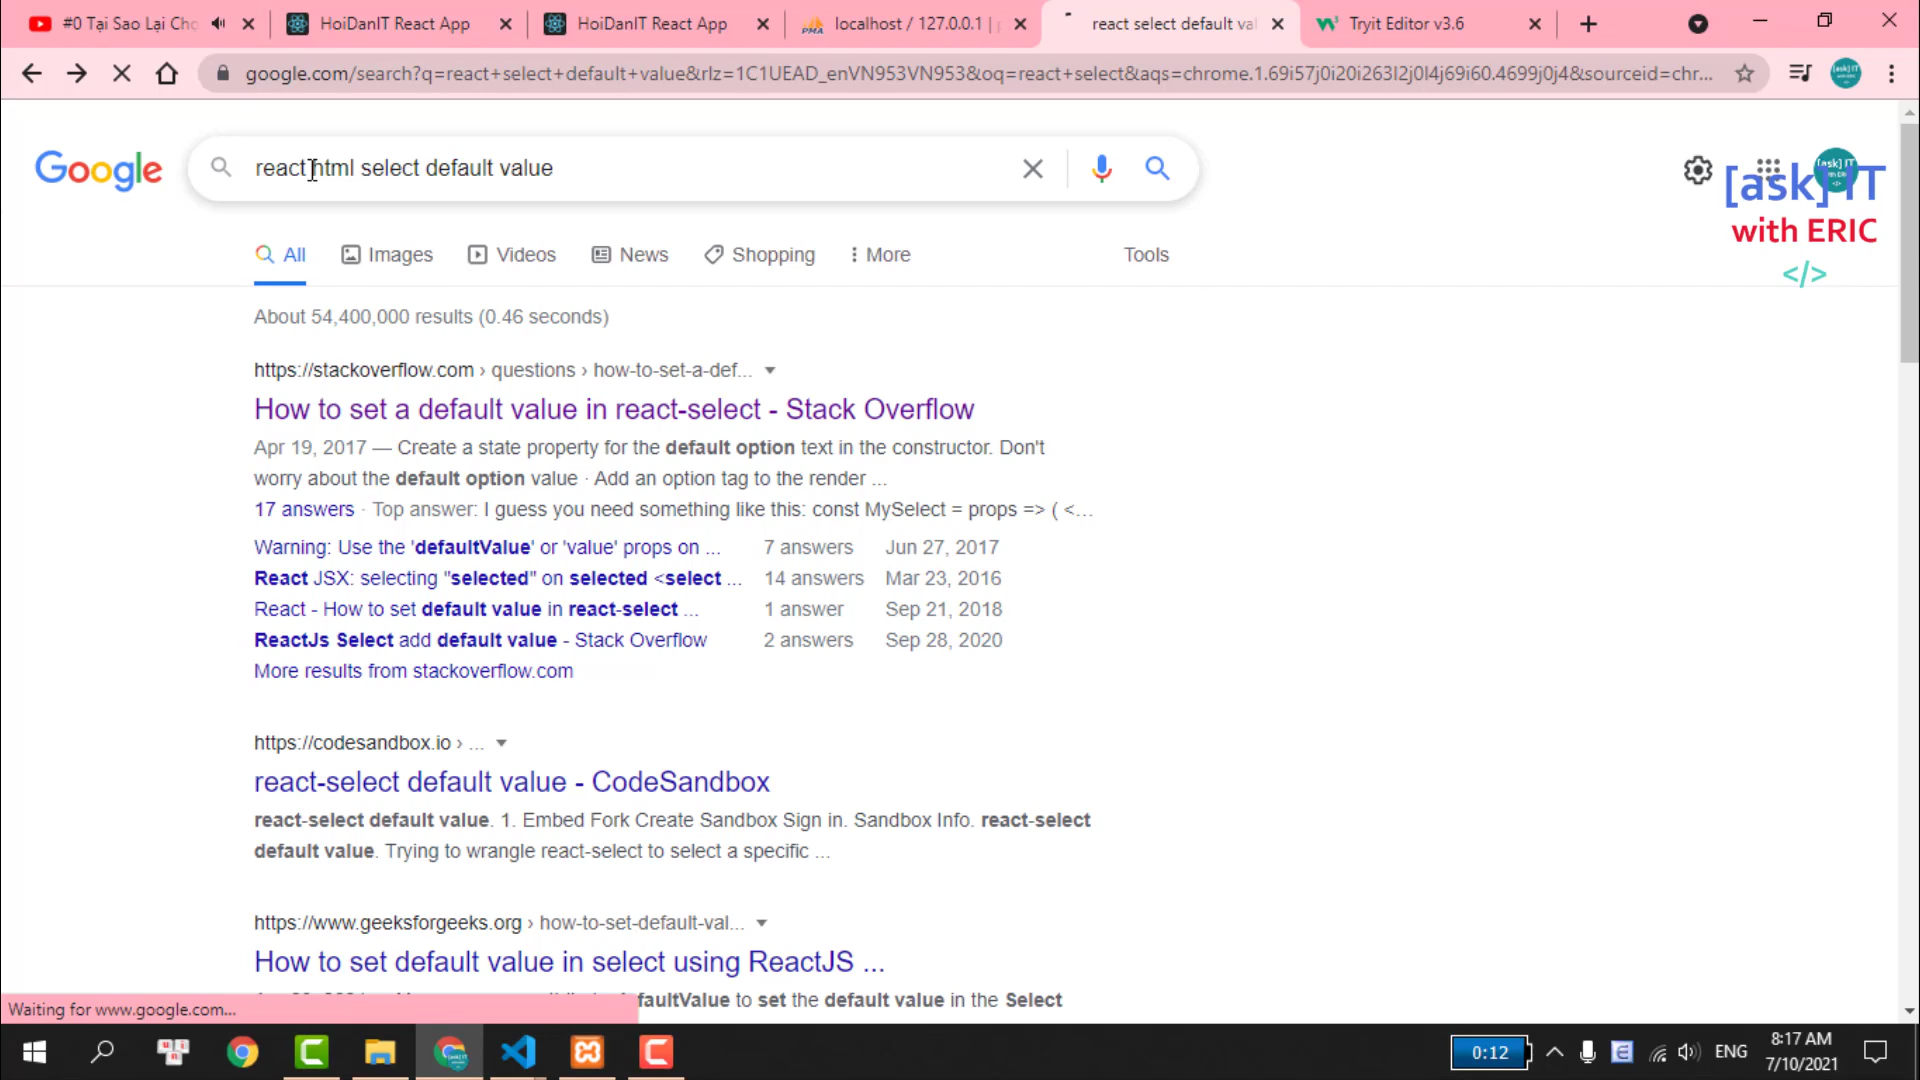 #0 Tại Sao Lại Cho
HoiDanIT React App
HoiDanIT React App
PMA
localhost / 127.0.0.1 | p
react select default val
Tryit Editor v3.6
google.com/search?q=react+select+default+value&rlz=1C1UEAD_enVN953VN953&oq=react+select&aqs=chrome.1.69i57j0i20i263l2j0l4j69i60.4699j0j4&sourceid=chr...
Google
react html select default value
[ask] IT
with ERIC
</>
All
Images
Videos
News
Shopping
More
Tools
About 54,400,000 results (0.46 seconds)
https://stackoverflow.com › questions › how-to-set-a-def...
How to set a default value in react-select - Stack Overflow
Apr 19, 2017 — Create a state property for the default option text in the constructor. Don't
worry about the default option value · Add an option tag to the render ...
17 answers · Top answer: I guess you need something like this: const MySelect = props => ( <...
Warning: Use the 'defaultValue' or 'value' props on ... 7 answers Jun 27, 2017
React JSX: selecting "selected" on selected <select ... 14 answers Mar 23, 2016
React - How to set default value in react-select ... 1 answer Sep 21, 2018
ReactJs Select add default value - Stack Overflow 2 answers Sep 28, 2020
More results from stackoverflow.com
https://codesandbox.io › ...
react-select default value - CodeSandbox
react-select default value. 1. Embed Fork Create Sandbox Sign in. Sandbox Info. react-select
default value. Trying to wrangle react-select to select a specific ...
https://www.geeksforgeeks.org › how-to-set-default-val...
How to set default value in select using ReactJS ...
faultValue to set the default value in the Select
Waiting for www.google.com...
0:12
ENG
8:17 AM
7/10/2021